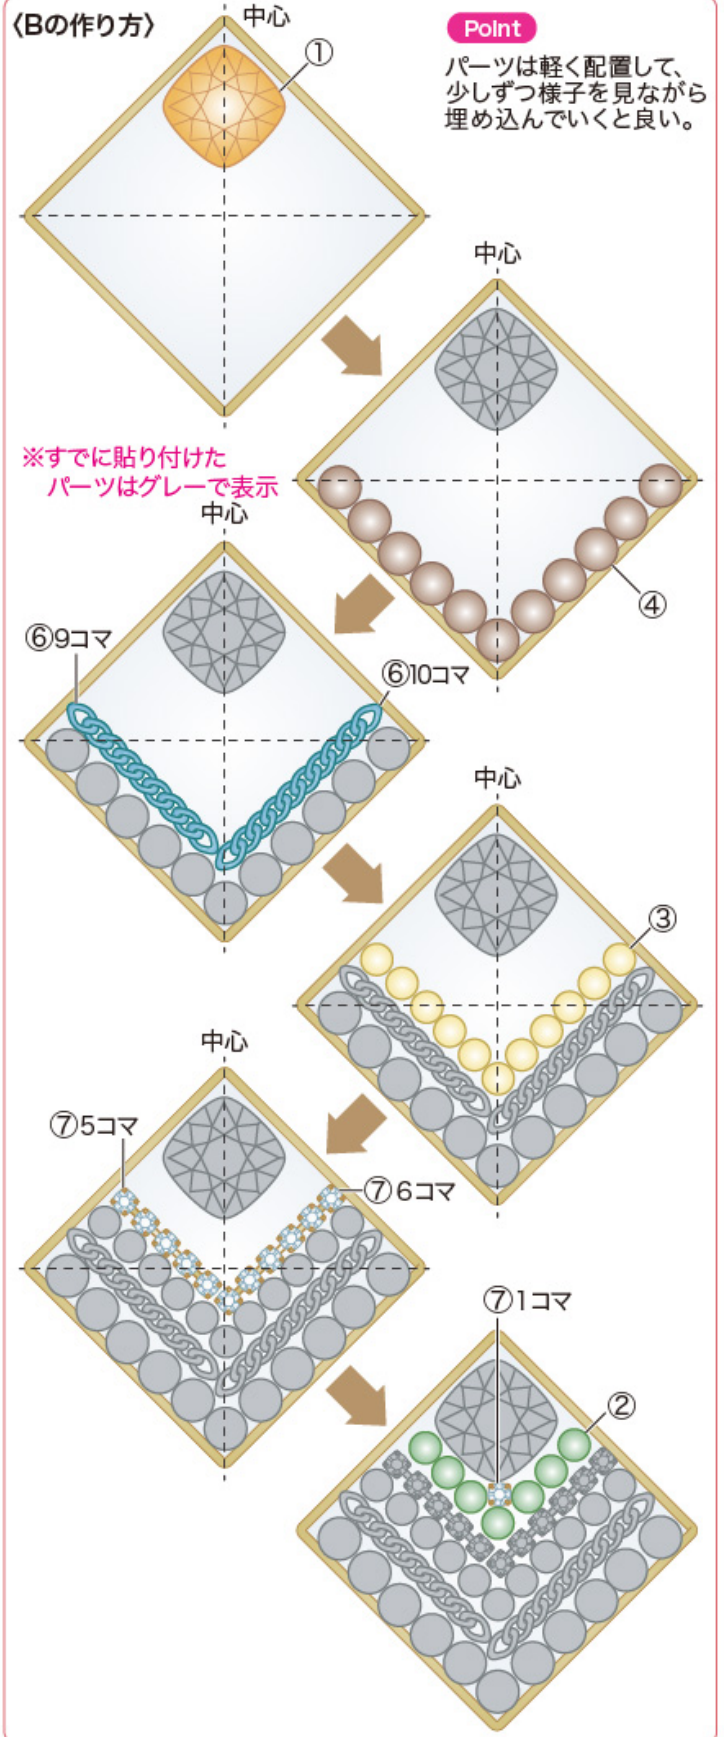 〈Bの作り方〉
中心
①
Point
パーツは軽く配置して、
少しずつ様子を見ながら
埋め込んでいくと良い。
中心
④
※すでに貼り付けた
パーツはグレーで表示
中心
⑥9コマ
⑥10コマ
中心
③
中心
⑦5コマ
⑦6コマ
⑦1コマ
②